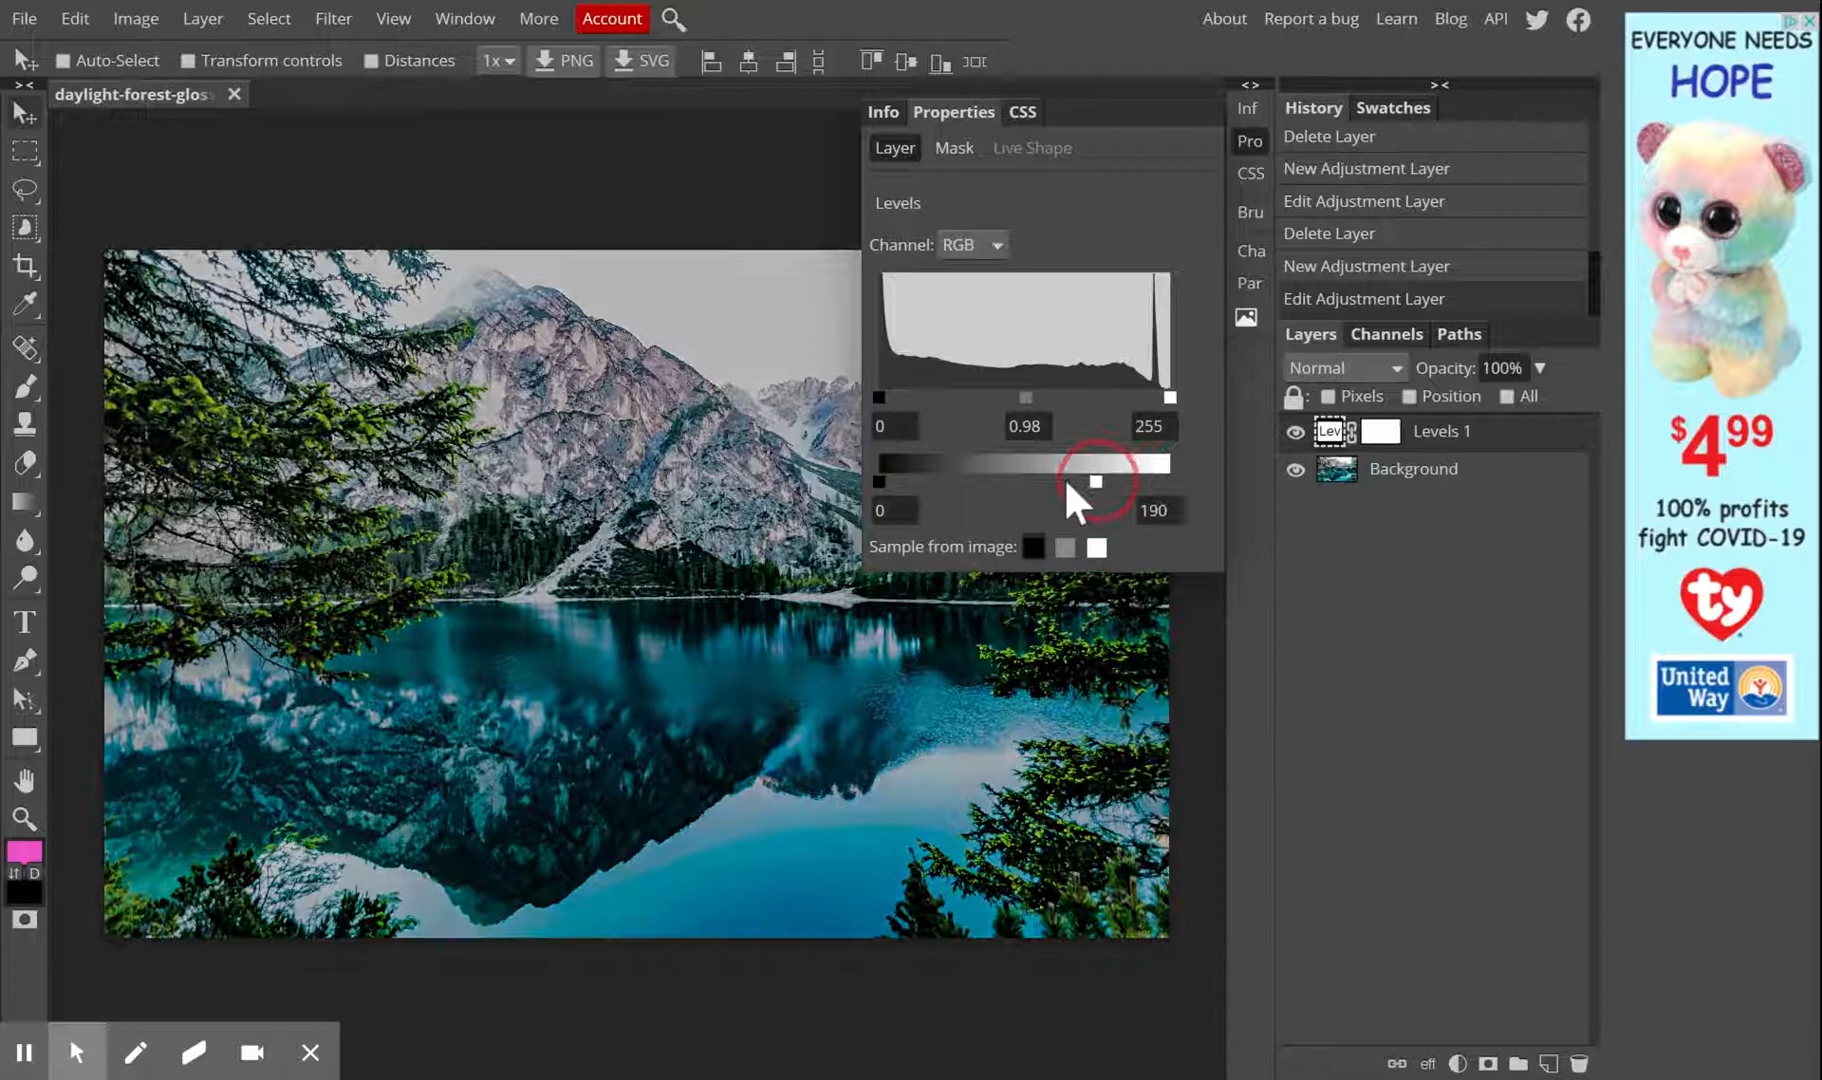 File Edit Image Layer Select Filter View Window More Account
About Report a bug Learn Blog API
Auto-Select Transform controls Distances 1x PNG SVG
> <
< >
> <
daylight-forest-glos
Info Properties CSS
Layer Mask Live Shape
Levels
Channel: RGB
0 0.98 255
0 190
Sample from image:
Inf
Pro
CSS
Bru
Cha
Par
History Swatches
Delete Layer
New Adjustment Layer
Edit Adjustment Layer
Delete Layer
New Adjustment Layer
Edit Adjustment Layer
Layers Channels Paths
Normal Opacity: 100%
: Pixels Position All
Lev Levels 1
Background
T
D
eff
EVERYONE NEEDS
HOPE
$4.99
100% profits
fight COVID-19
ty
United
Way